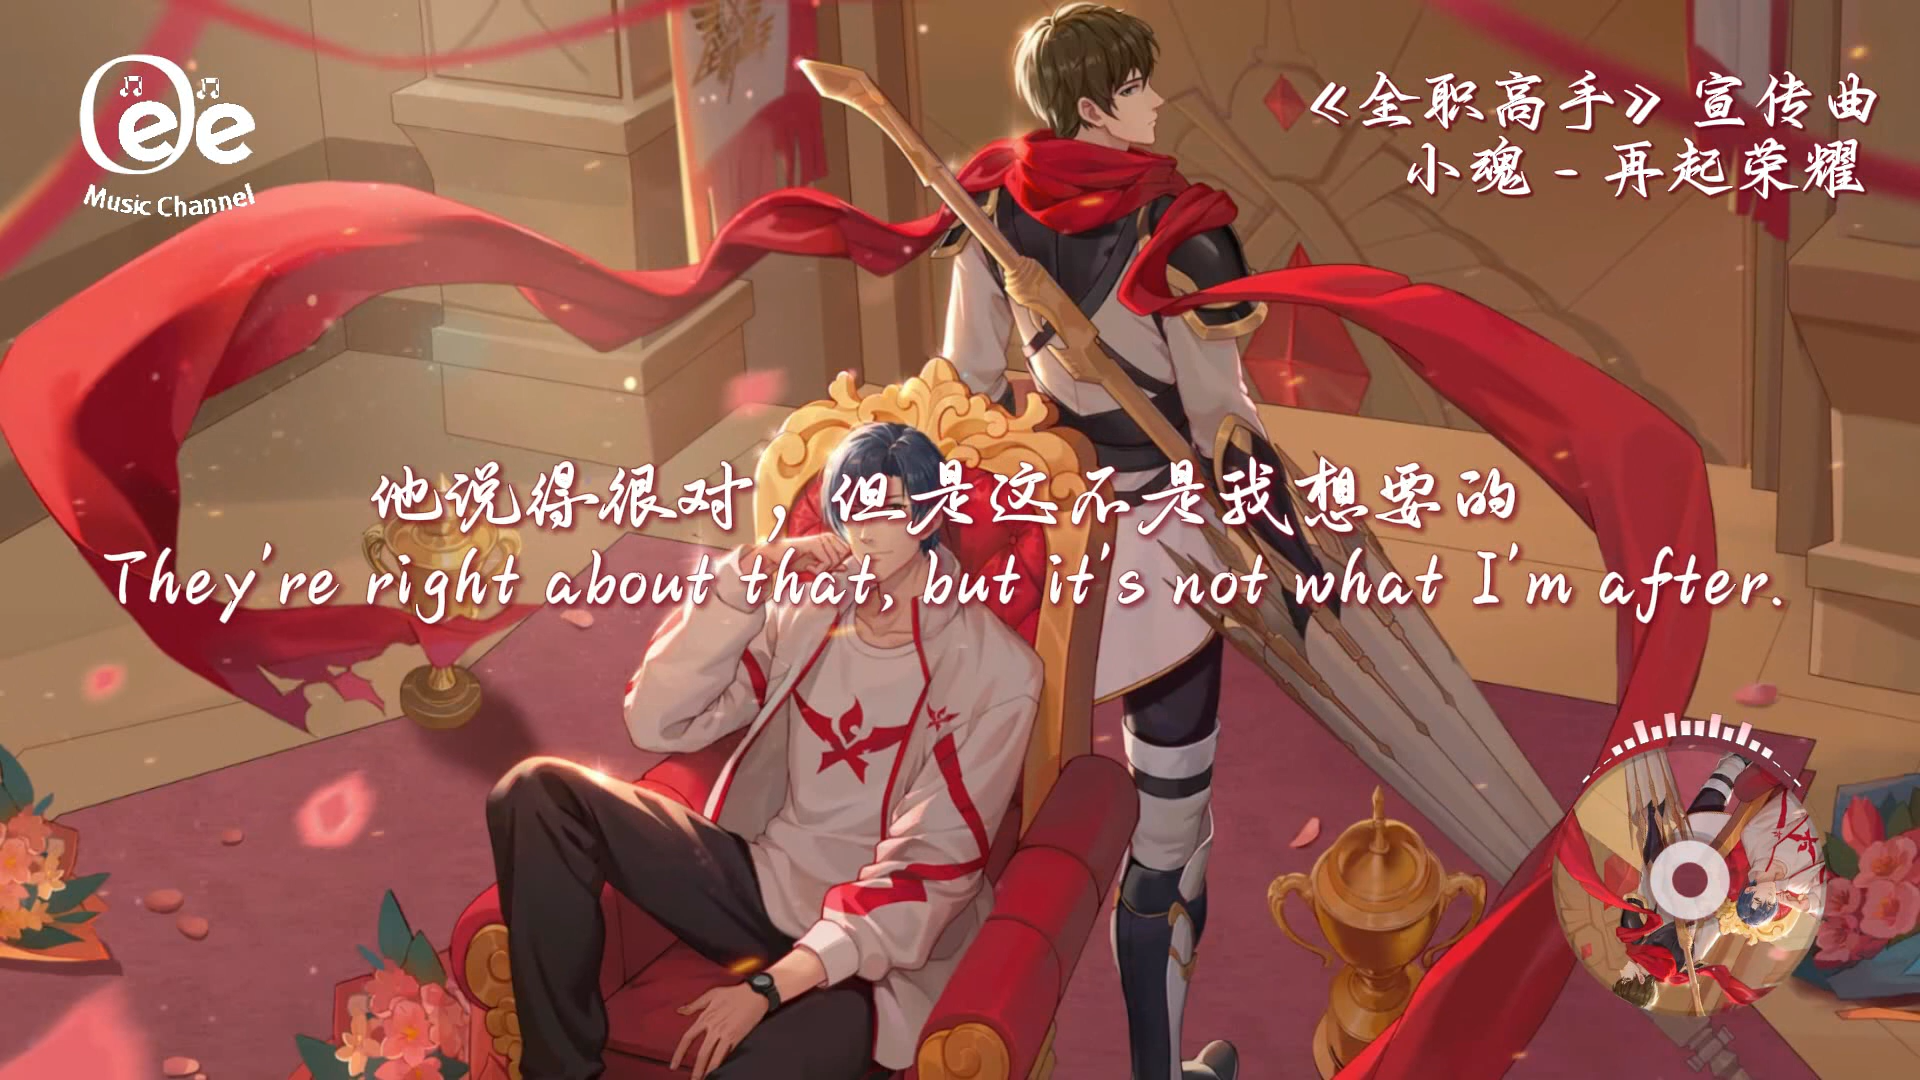 Oeee
Music Channel
《全职高手》宣传曲
小魂 - 再起荣耀
他说得很对，但是这不是我想要的
They're right about that, but it's not what I'm after.